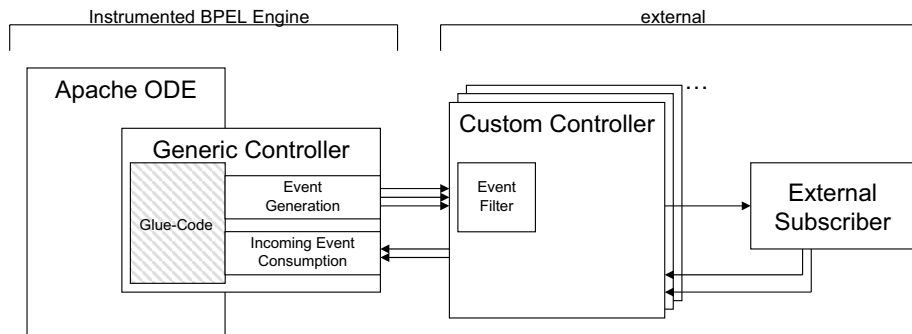 Instrumented BPEL Engine
external
Apache ODE
Generic Controller
Glue-Code
Event
Generation
Incoming Event
Consumption
Custom Controller
...
Event
Filter
External
Subscriber